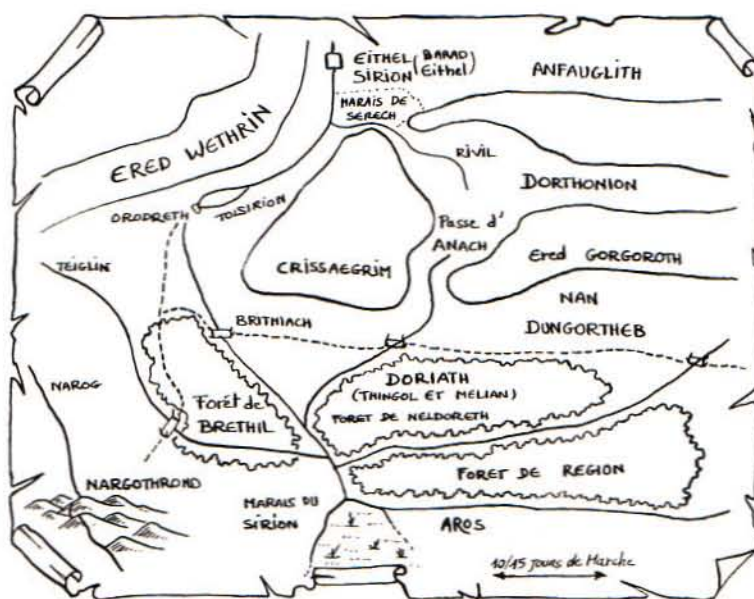 EITHEL (BARAD
SIRION Eithel)
ANFAUGLITH
MARAIS DE
SERECH
ERED WETHRIN
RIVIL
DORTHONION
ORODRETH
TOLSIRION
Passe d'
ANACH
Ered GORGOROTH
TEIGLIN
CRISSAEGRIM
NAN
DUNGORTHEB
BRITHIACH
NAROG
Forêt de
BRETHIL
DORIATH
(THINGOL ET MELIAN)
FORET DE NELDORETH
NARGOTHROND
FORET DE REGION
MARAIS DU
SIRION
AROS
10/15 jours de Marche